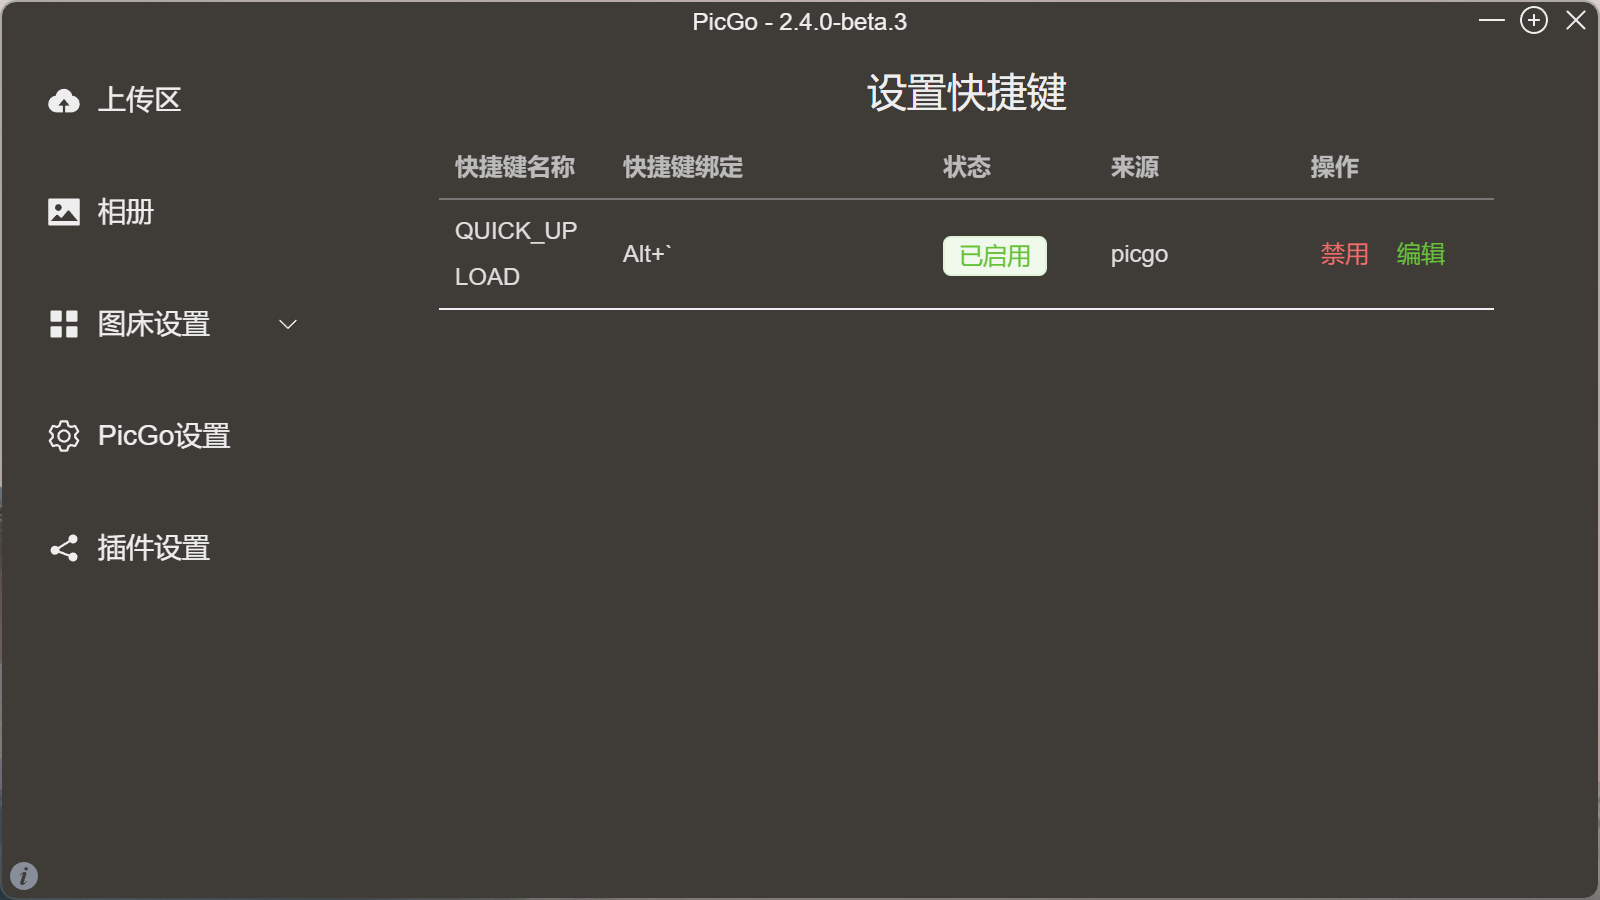 PicGo - 2.4.0-beta.3
上传区
相册
图床设置
PicGo设置
插件设置
设置快捷键
快捷键名称 快捷键绑定 状态 来源 操作
QUICK_UP
LOAD
Alt+` 已启用 picgo 禁用 编辑